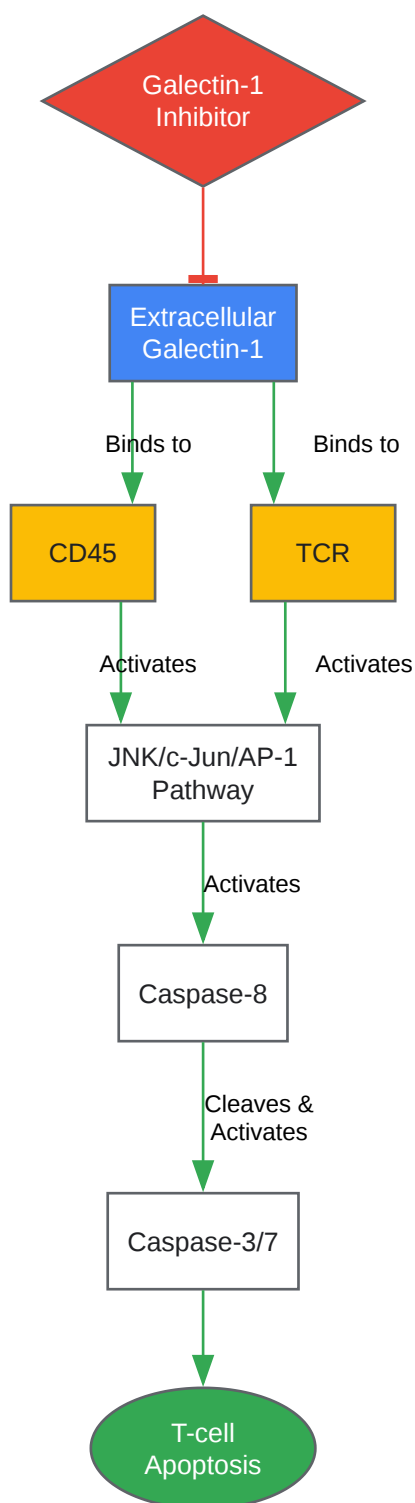 Galectin-1
Inhibitor
Extracellular
Galectin-1
Binds to
Binds to
CD45
TCR
Activates
Activates
JNK/c-Jun/AP-1
Pathway
Activates
Caspase-8
Cleaves &
Activates
Caspase-3/7
T-cell
Apoptosis